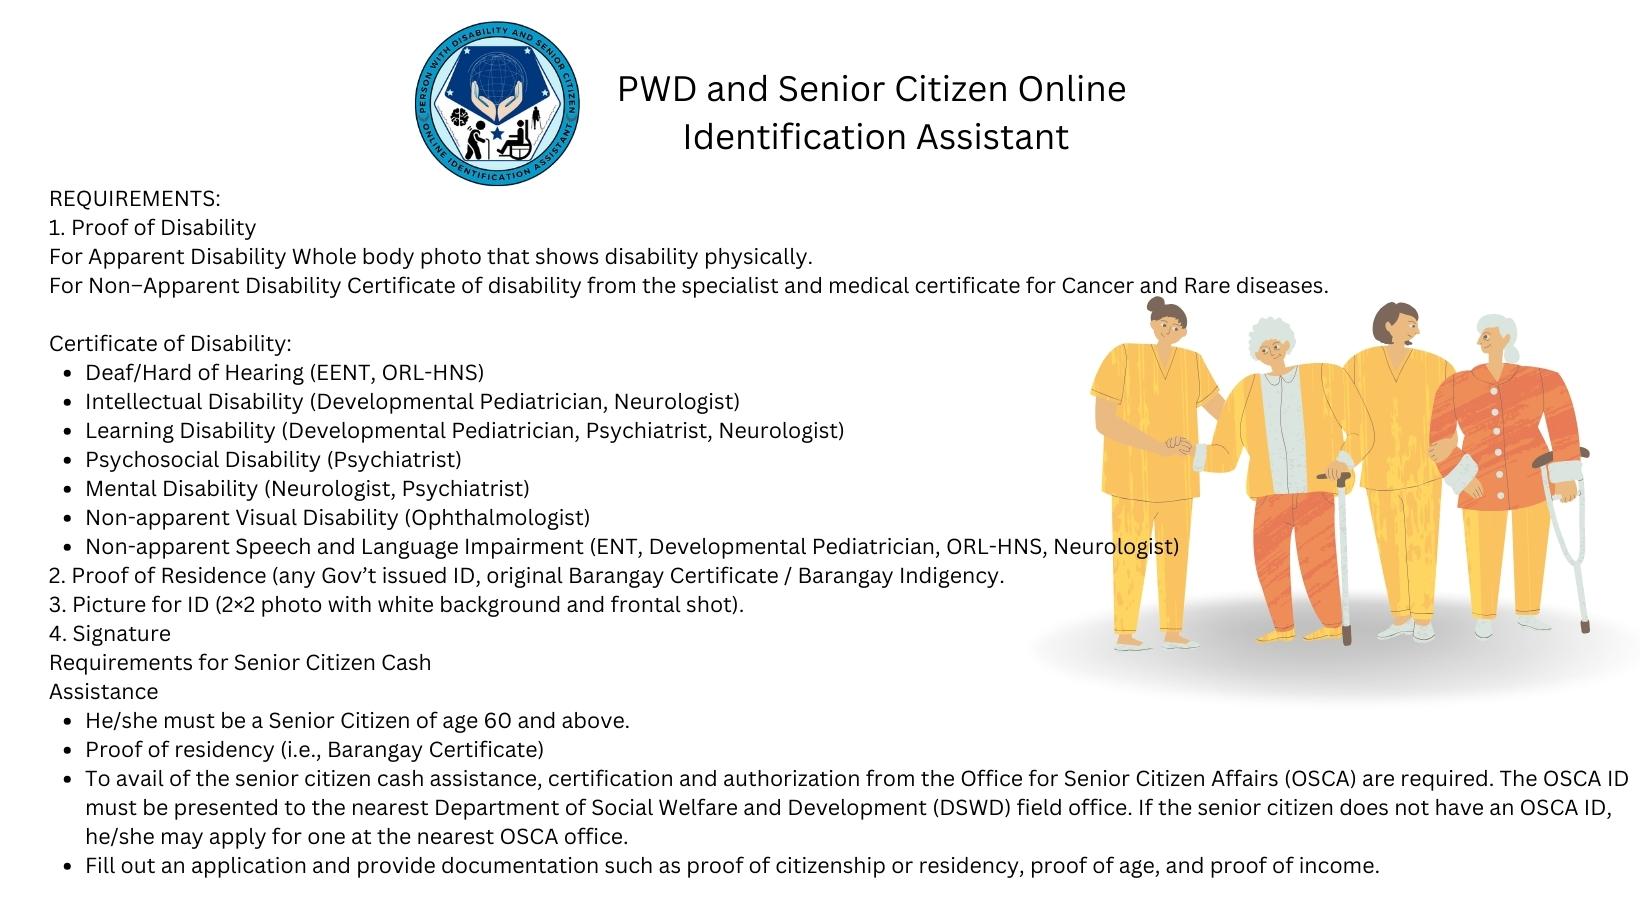 PERSON WITH DISABILITY AND SENIOR CITIZEN
ONLINE IDENTIFICATION ASSISTANT
PWD and Senior Citizen Online
Identification Assistant
REQUIREMENTS:
1. Proof of Disability
For Apparent Disability Whole body photo that shows disability physically.
For Non–Apparent Disability Certificate of disability from the specialist and medical certificate for Cancer and Rare diseases.
Certificate of Disability:
• Deaf/Hard of Hearing (EENT, ORL-HNS)
• Intellectual Disability (Developmental Pediatrician, Neurologist)
• Learning Disability (Developmental Pediatrician, Psychiatrist, Neurologist)
• Psychosocial Disability (Psychiatrist)
• Mental Disability (Neurologist, Psychiatrist)
• Non-apparent Visual Disability (Ophthalmologist)
• Non-apparent Speech and Language Impairment (ENT, Developmental Pediatrician, ORL-HNS, Neurologist)
2. Proof of Residence (any Gov’t issued ID, original Barangay Certificate / Barangay Indigency.
3. Picture for ID (2×2 photo with white background and frontal shot).
4. Signature
Requirements for Senior Citizen Cash
Assistance
• He/she must be a Senior Citizen of age 60 and above.
• Proof of residency (i.e., Barangay Certificate)
• To avail of the senior citizen cash assistance, certification and authorization from the Office for Senior Citizen Affairs (OSCA) are required. The OSCA ID
must be presented to the nearest Department of Social Welfare and Development (DSWD) field office. If the senior citizen does not have an OSCA ID,
he/she may apply for one at the nearest OSCA office.
• Fill out an application and provide documentation such as proof of citizenship or residency, proof of age, and proof of income.